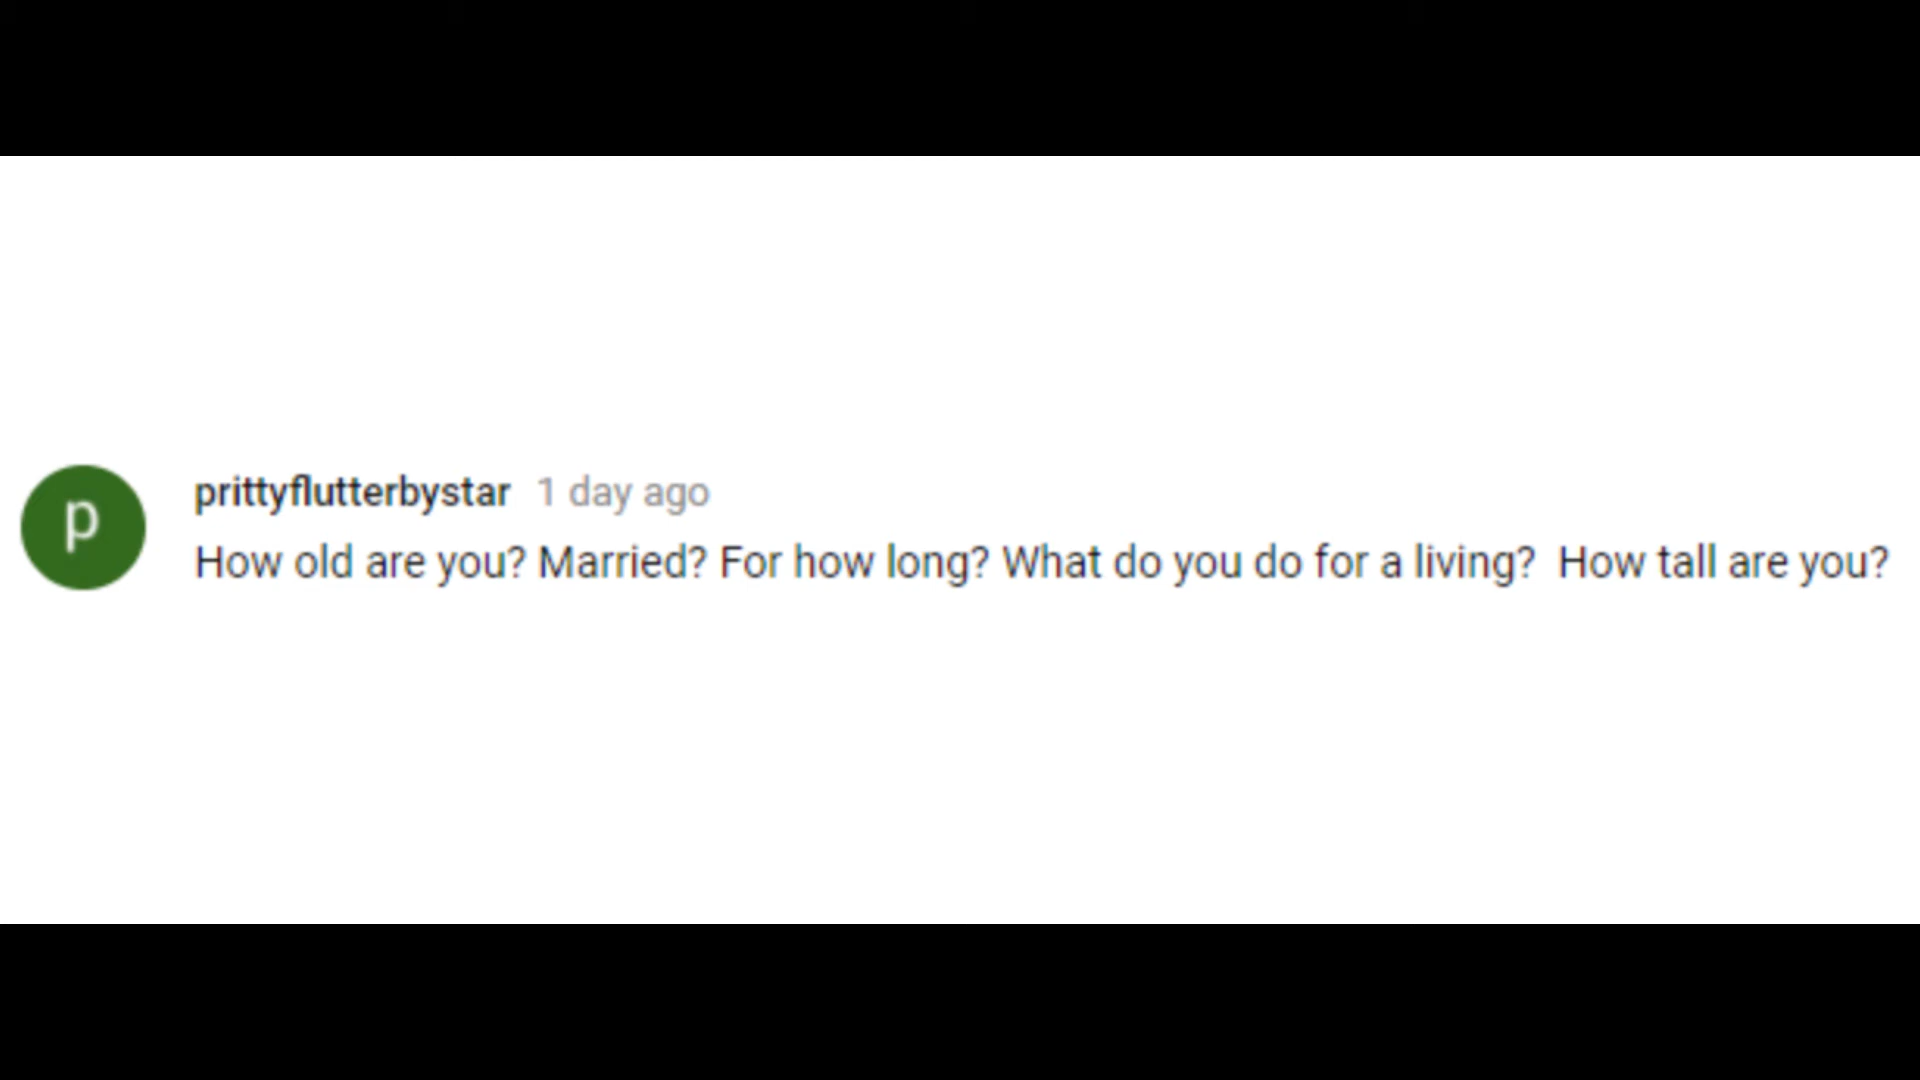 p
prittyflutterbystar 1 day ago
How old are you? Married? For how long? What do you do for a living?  How tall are you?